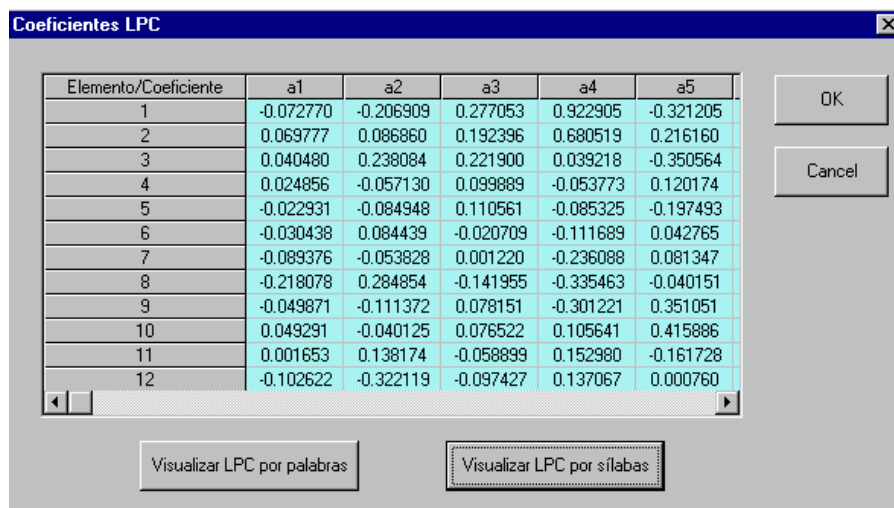 Coeficientes LPC
Elemento/Coeficiente a1 a2 a3 a4 a5
1 -0.072770 -0.206909 0.277053 0.922905 -0.321205
2 0.069777 0.086860 0.192396 0.680519 0.216160
3 0.040480 0.238084 0.221900 0.039218 -0.350564
4 0.024856 -0.057130 0.099889 -0.053773 0.120174
5 -0.022931 -0.084948 0.110561 -0.085325 -0.197493
6 -0.030438 0.084439 -0.020709 -0.111689 0.042765
7 -0.089376 -0.053828 0.001220 -0.236088 0.081347
8 -0.218078 0.284854 -0.141955 -0.335463 -0.040151
9 -0.049871 -0.111372 0.078151 -0.301221 0.351051
10 0.049291 -0.040125 0.076522 0.105641 0.415886
11 0.001653 0.138174 -0.058899 0.152980 -0.161728
12 -0.102622 -0.322119 -0.097427 0.137067 0.000760
OK
Cancel
Visualizar LPC por palabras
Visualizar LPC por sílabas